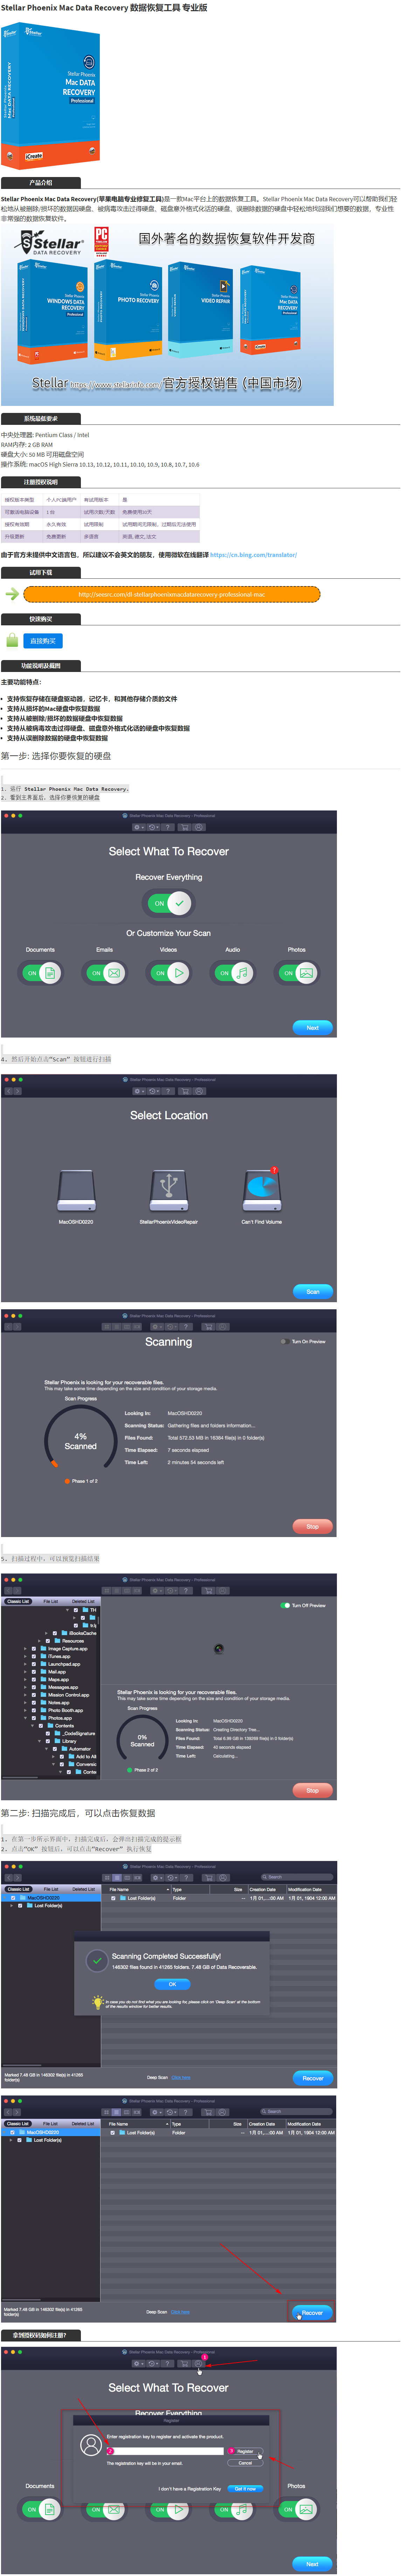 Stellar Phoenix Mac Data Recovery 数据恢复工具 专业版
Stellar Phoenix
Mac DATA
RECOVERY
Professional
iCreate
产品介绍
Stellar Phoenix Mac Data Recovery(苹果电脑专业修复工具)是一款Mac平台上的数据恢复工具。Stellar Phoenix Mac Data Recovery可以帮助我们轻
松地从被删除/损坏的数据因硬盘、被病毒攻击过得硬盘、磁盘意外格式化活的硬盘、误删除数据的硬盘中轻松地找回我们想要的数据，专业性
非常强的数据恢复软件。
Stellar
DATA RECOVERY
国外著名的数据恢复软件开发商
WINDOWS DATA
RECOVERY
PHOTO RECOVERY
VIDEO REPAIR
Mac DATA
RECOVERY
Stellar https://www.stellarinfo.com/ 官方授权销售 (中国市场)
系统最低要求
中央处理器: Pentium Class / Intel
RAM内存: 2 GB RAM
硬盘大小: 50 MB 可用磁盘空间
操作系统: macOS High Sierra 10.13, 10.12, 10.11, 10.10, 10.9, 10.8, 10.7, 10.6
注册授权说明
授权版本类型 个人PC端用户 有试用版本 是
可激活电脑设备 1 台 试用次数/天数 免费使用30天
授权有效期 永久有效 试用限制 试用期间无限制，过期后无法使用
升级更新 免费更新 多语言 英语, 德文, 法文
由于官方未提供中文语言包，所以建议不会英文的朋友，使用微软在线翻译 https://cn.bing.com/translator/
试用下载
http://aeesrc.com/dl-stellarphoenixmacdatarecovery-professional-mac
快速购买
直接购买
功能说明及截图
主要功能特点：
支持恢复存储在硬盘驱动器，记忆卡，和其他存储介质的文件
支持从损坏的Mac硬盘中恢复数据
支持从被删除/损坏的数据硬盘中恢复数据
支持从被病毒攻击过得硬盘、磁盘意外格式化活的硬盘中恢复数据
支持从误删除数据的硬盘中恢复数据
第一步: 选择你要恢复的硬盘
1. 运行 Stellar Phoenix Mac Data Recovery.
2. 看到主界面后，选择你要恢复的硬盘
Stellar Phoenix Mac Data Recovery - Professional
Select What To Recover
Recover Everything
ON
Or Customize Your Scan
Documents Emails Videos Audio Photos
ON ON ON ON ON
Next
4. 然后开始点击“Scan” 按钮进行扫描
Stellar Phoenix Mac Data Recovery - Professional
Select Location
MacOSHD0220 StellarPhoenixVideoRepair Can't Find Volume
Scan
Stellar Phoenix Mac Data Recovery - Professional
Scanning
Turn On Preview
Stellar Phoenix is looking for your recoverable files.
This may take some time depending on the size and condition of your storage media.
Scan Progress
4%
Scanned
Looking In: MacOSHD0220
Scanning Status: Gathering files and folders information...
Files Found: Total 572.53 MB in 16384 file(s) in 0 folder(s)
Time Elapsed: 7 seconds elapsed
Time Left: 2 minutes 54 seconds left
Phase 1 of 2
Stop
5. 扫描过程中，可以预览扫描结果
Stellar Phoenix Mac Data Recovery - Professional
Classic List File List Deleted List
Turn Off Preview
iBooksCache
Resources
Image Capture.app
iTunes.app
Launchpad.app
Mail.app
Maps.app
Messages.app
Mission Control.app
Notes.app
Photo Booth.app
Photos.app
Contents
_CodeSignature
Library
Automator
Add to Al
Convenic
Conter
Stellar Phoenix is looking for your recoverable files.
This may take some time depending on the size and condition of your storage media.
Scan Progress
0%
Scanned
Looking In: MacOSHD0220
Scanning Status: Creating Directory Tree...
Time Elapsed: 45 seconds elapsed
Time Left: Calculating...
Phase 2 of 2
Stop
第二步: 扫描完成后，可以点击恢复数据
1. 在第一步所示界面中，扫描完成后，会弹出扫描完成的提示框
2. 点击“OK” 按钮后，可以点击“Recover” 执行恢复
Stellar Phoenix Mac Data Recovery - Professional
Search
Classic List File List Deleted List File Name Type Size Creation Date Modification Date
MacOSHD0220 Lost Folder(s) Folder -- 1月 01, ...00 AM 1月 01, 1904 12:00 AM
Lost Folder(s)
Scanning Completed Successfully!
146302 files found in 41265 folders. 7.48 GB of Data Recoverable.
OK
In case you do not find what you are looking for, please click on 'Deep Scan' at the bottom
of the results window for better results.
Marked 7.48 GB in 146302 file(s) in 41265
folder(s)
Deep Scan Click here
Recover
Stellar Phoenix Mac Data Recovery - Professional
Search
Classic List File List Deleted List File Name Type Size Creation Date Modification Date
MacOSHD0220 Lost Folder(s) Folder -- 1月 01, ...00 AM 1月 01, 1904 12:00 AM
Lost Folder(s)
Marked 7.48 GB in 146302 file(s) in 41265
folder(s)
Deep Scan Click here
Recover
拿到授权码如何注册?
Stellar Phoenix Mac Data Recovery - Professional
1
Select What To Recover
Recover Everything
Register
Enter registration key to register and activate the product.
2
3 Register
The registration key will be in your email.
Cancel
I don't have a Registration Key Get it now
Documents Photos
ON ON ON ON ON
Next